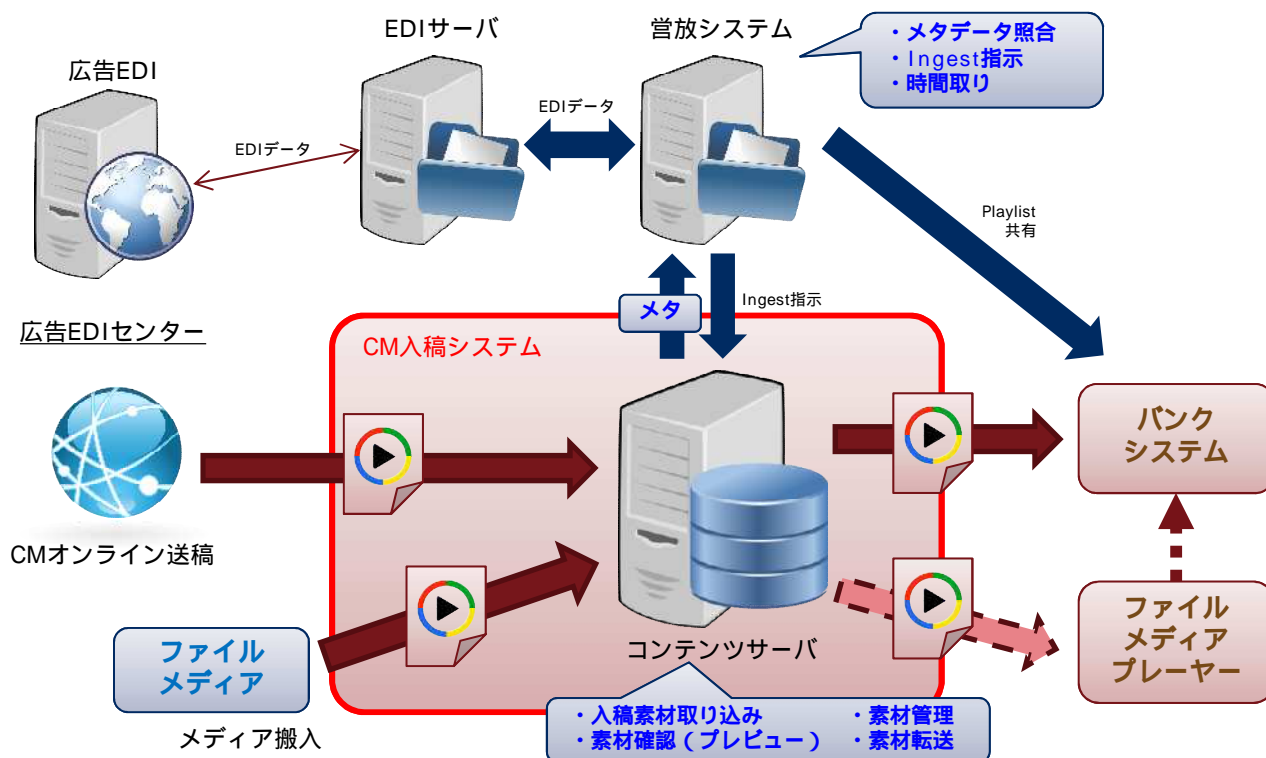 EDIサーバ
営放システム
・メタデータ照合
・Ingest指示
・時間取り
広告EDI
EDIデータ
EDIデータ
Playlist
共有
メタ
Ingest指示
広告EDIセンター
CM入稿システム
バンク
システム
CMオンライン送稿
ファイル
メディア
プレーヤー
ファイル
メディア
コンテンツサーバ
メディア搬入
・入稿素材取り込み
・素材管理
・素材確認（プレビュー）
・素材転送